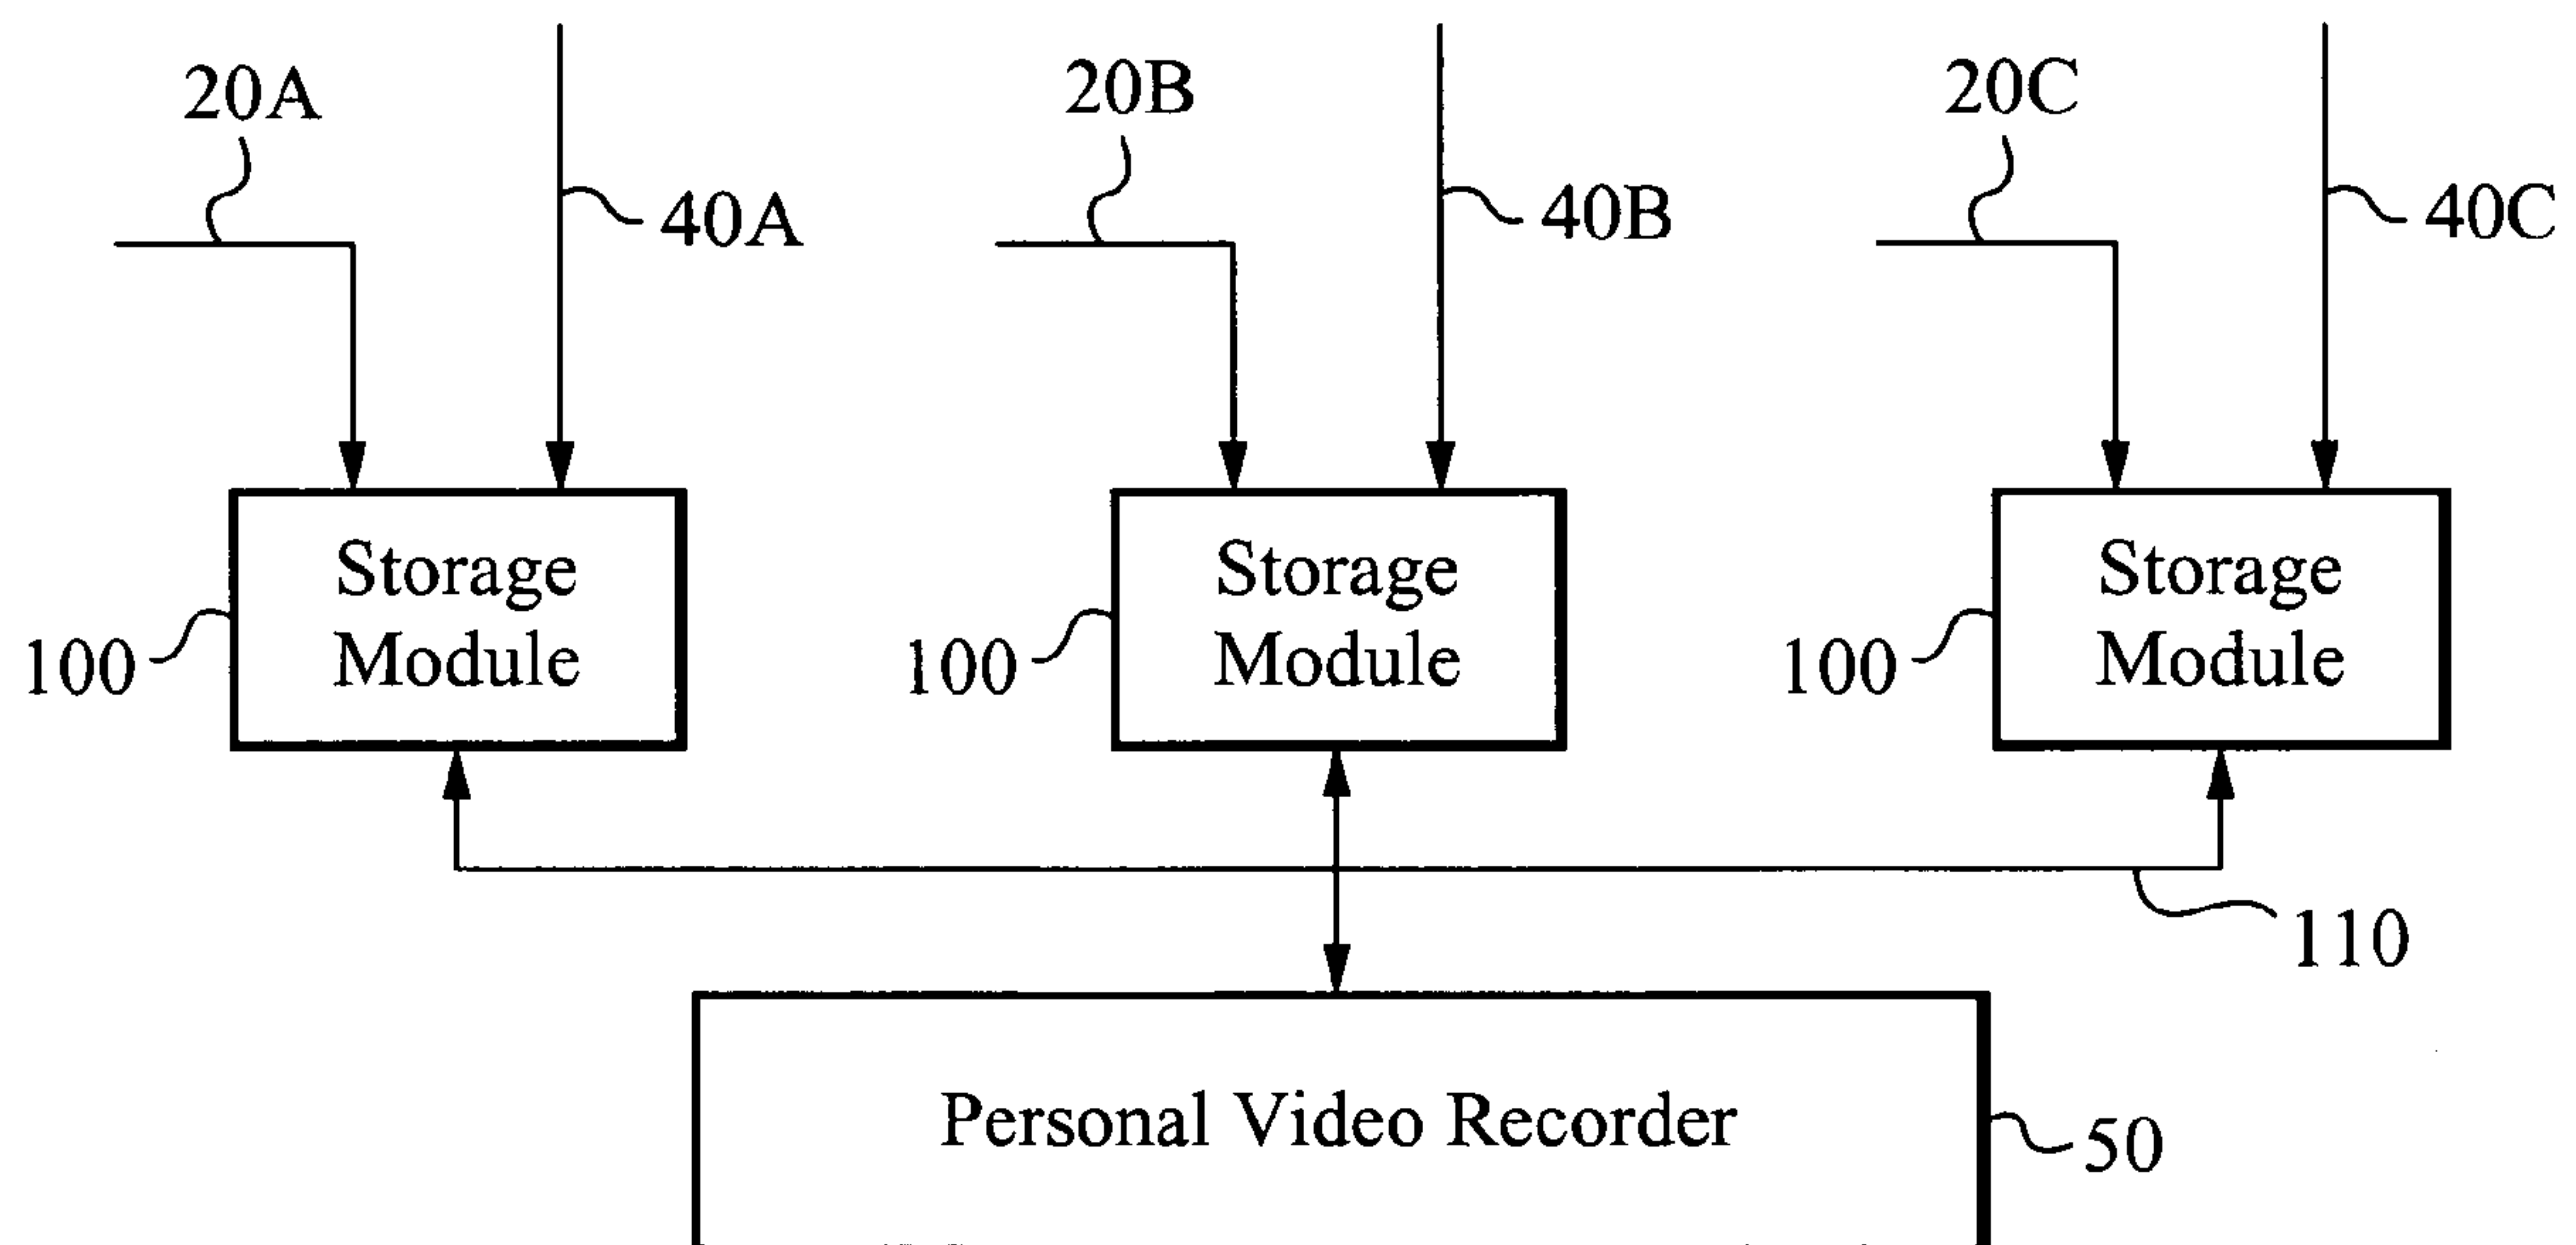 20A
20B
20C
40A
40B
40C
Storage
Module
Storage
Module
Storage
Module
100
100
100
110
Personal Video Recorder
50